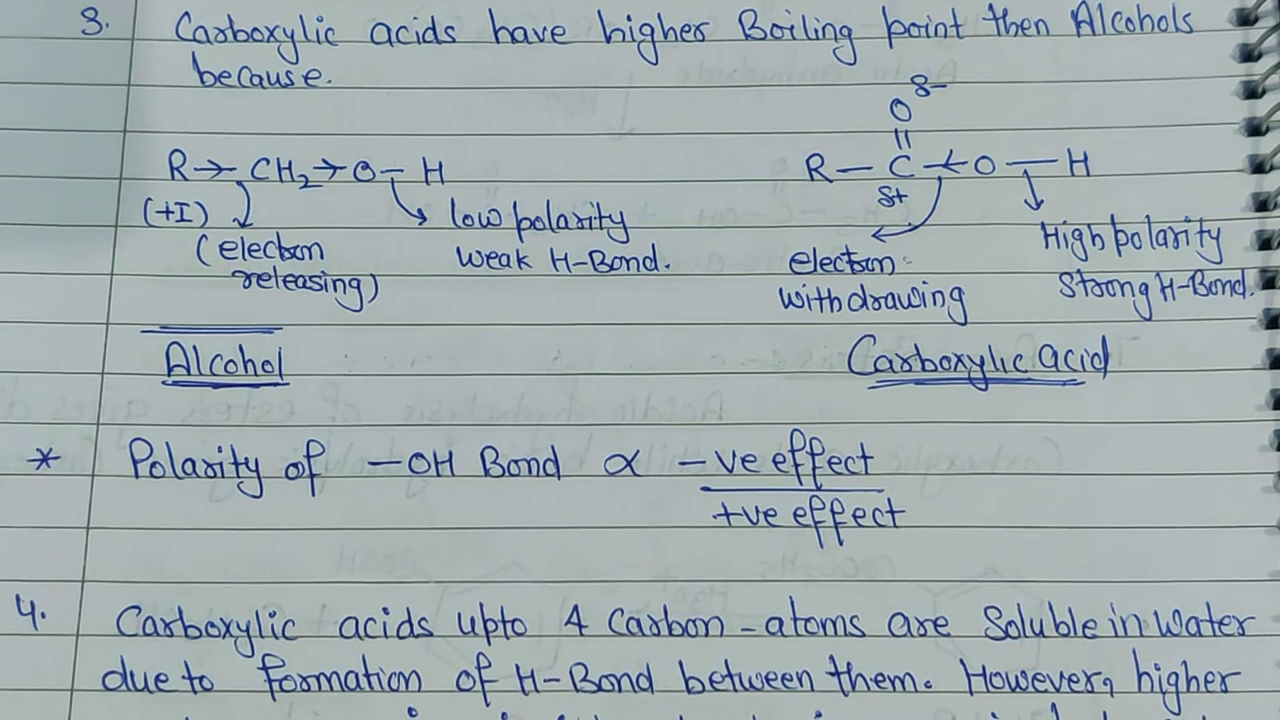 3. Carboxylic acids have higher Boiling point then Alcohols
because.
δ-
O
||
R→CH₂→O—H R—C←O—H
δ+
(+I) low polarity High polarity
(electron weak H-Bond. electron
releasing) withdrawing Strong H-Bond.
Alcohol Carboxylic acid
* Polarity of —OH Bond ∝ -ve effect
+ve effect
4. Carboxylic acids upto 4 Carbon-atoms are Soluble in water
due to formation of H-Bond between them. However, higher